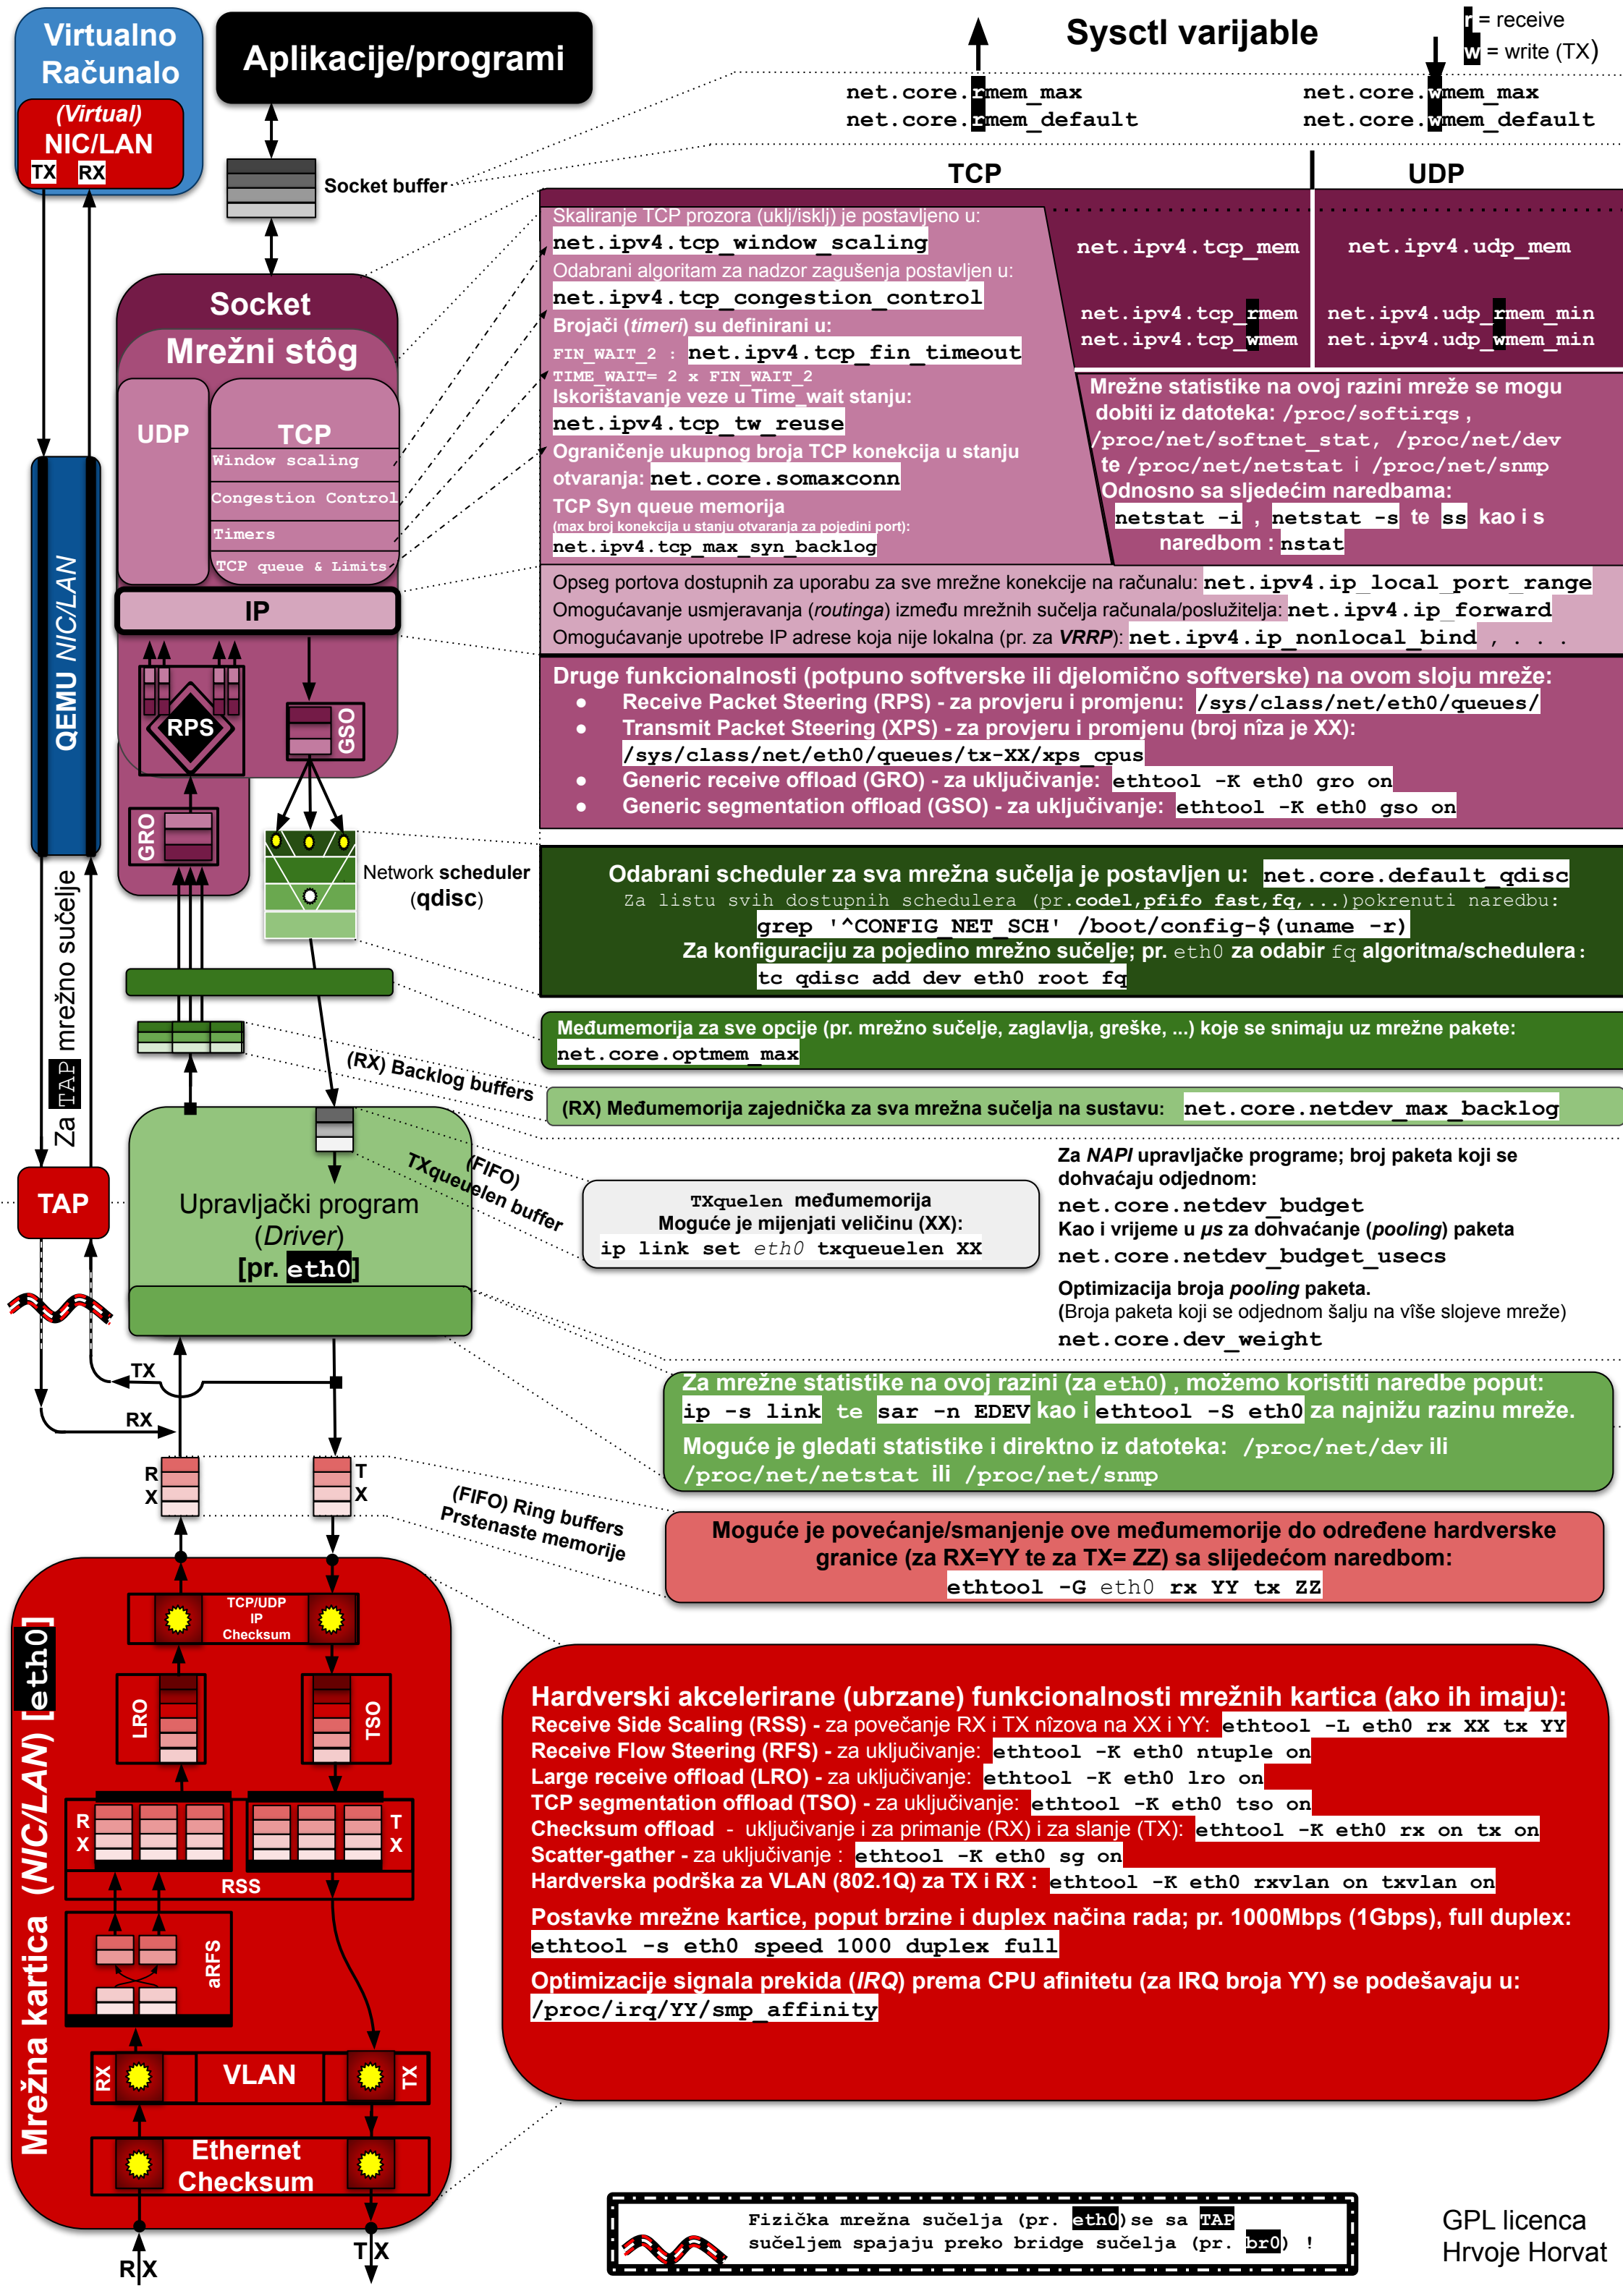 Virtualno
Računalo
(Virtual)
NIC/LAN
TX RX
Aplikacije/programi
Socket buffer
Sysctl varijable
r = receive
w = write (TX)
net.core.rmem_max
net.core.rmem_default
net.core.wmem_max
net.core.wmem_default
TCP
UDP
Socket
Mrežni stôg
UDP
TCP
Window scaling
Congestion Control
Timers
TCP queue & Limits
IP
RPS
GSO
GRO
QEMU NIC/LAN
Za TAP mrežno sučelje
TAP
Skaliranje TCP prozora (uklj/isklj) je postavljeno u:
net.ipv4.tcp_window_scaling
Odabrani algoritam za nadzor zagušenja postavljen u:
net.ipv4.tcp_congestion_control
Brojači (timeri) su definirani u:
FIN_WAIT_2 : net.ipv4.tcp_fin_timeout
TIME_WAIT= 2 x FIN_WAIT_2
Iskorištavanje veze u Time_wait stanju:
net.ipv4.tcp_tw_reuse
Ograničenje ukupnog broja TCP konekcija u stanju
otvaranja: net.core.somaxconn
TCP Syn queue memorija
(max broj konekcija u stanju otvaranja za pojedini port):
net.ipv4.tcp_max_syn_backlog
net.ipv4.tcp_mem
net.ipv4.tcp_rmem
net.ipv4.tcp_wmem
net.ipv4.udp_mem
net.ipv4.udp_rmem_min
net.ipv4.udp_wmem_min
Mrežne statistike na ovoj razini mreže se mogu
dobiti iz datoteka: /proc/softirqs ,
/proc/net/softnet_stat, /proc/net/dev
te /proc/net/netstat i /proc/net/snmp
Odnosno sa sljedećim naredbama:
netstat -i , netstat -s te ss kao i s
naredbom : nstat
Opseg portova dostupnih za uporabu za sve mrežne konekcije na računalu: net.ipv4.ip_local_port_range
Omogućavanje usmjeravanja (routinga) između mrežnih sučelja računala/poslužitelja: net.ipv4.ip_forward
Omogućavanje upotrebe IP adrese koja nije lokalna (pr. za VRRP): net.ipv4.ip_nonlocal_bind , . . .
Druge funkcionalnosti (potpuno softverske ili djelomično softverske) na ovom sloju mreže:
● Receive Packet Steering (RPS) - za provjeru i promjenu: /sys/class/net/eth0/queues/
● Transmit Packet Steering (XPS) - za provjeru i promjenu (broj nîza je XX):
/sys/class/net/eth0/queues/tx-XX/xps_cpus
● Generic receive offload (GRO) - za uključivanje: ethtool -K eth0 gro on
● Generic segmentation offload (GSO) - za uključivanje: ethtool -K eth0 gso on
Network scheduler
(qdisc)
Odabrani scheduler za sva mrežna sučelja je postavljen u: net.core.default_qdisc
Za listu svih dostupnih schedulera (pr.codel,pfifo fast,fq,...)pokrenuti naredbu:
grep '^CONFIG_NET_SCH' /boot/config-$(uname -r)
Za konfiguraciju za pojedino mrežno sučelje; pr. eth0 za odabir fq algoritma/schedulera:
tc qdisc add dev eth0 root fq
Međumemorija za sve opcije (pr. mrežno sučelje, zaglavlja, greške, ...) koje se snimaju uz mrežne pakete:
net.core.optmem_max
(RX) Backlog buffers
(RX) Međumemorija zajednička za sva mrežna sučelja na sustavu: net.core.netdev_max_backlog
Upravljački program
(Driver)
[pr. eth0]
(FIFO)
TXqueuelen buffer
TXquelen međumemorija
Moguće je mijenjati veličinu (XX):
ip link set eth0 txqueuelen XX
Za NAPI upravljačke programe; broj paketa koji se
dohvaćaju odjednom:
net.core.netdev_budget
Kao i vrijeme u µs za dohvaćanje (pooling) paketa
net.core.netdev_budget_usecs
Optimizacija broja pooling paketa.
(Broja paketa koji se odjednom šalju na vîše slojeve mreže)
net.core.dev_weight
TX
RX
Za mrežne statistike na ovoj razini (za eth0) , možemo koristiti naredbe poput:
ip -s link te sar -n EDEV kao i ethtool -S eth0 za najnižu razinu mreže.
Moguće je gledati statistike i direktno iz datoteka: /proc/net/dev ili
/proc/net/netstat ili /proc/net/snmp
RX
TX
(FIFO) Ring buffers
Prstenaste memorije
Moguće je povećanje/smanjenje ove međumemorije do određene hardverske
granice (za RX=YY te za TX= ZZ) sa slijedećom naredbom:
ethtool -G eth0 rx YY tx ZZ
Mrežna kartica (NIC/LAN) [eth0]
TCP/UDP
IP
Checksum
LRO
TSO
RX
TX
RSS
aRFS
RX
VLAN
TX
Ethernet
Checksum
RX
TX
Hardverski akcelerirane (ubrzane) funkcionalnosti mrežnih kartica (ako ih imaju):
Receive Side Scaling (RSS) - za povečanje RX i TX nîzova na XX i YY: ethtool -L eth0 rx XX tx YY
Receive Flow Steering (RFS) - za uključivanje: ethtool -K eth0 ntuple on
Large receive offload (LRO) - za uključivanje: ethtool -K eth0 lro on
TCP segmentation offload (TSO) - za uključivanje: ethtool -K eth0 tso on
Checksum offload - uključivanje i za primanje (RX) i za slanje (TX): ethtool -K eth0 rx on tx on
Scatter-gather - za uključivanje : ethtool -K eth0 sg on
Hardverska podrška za VLAN (802.1Q) za TX i RX : ethtool -K eth0 rxvlan on txvlan on
Postavke mrežne kartice, poput brzine i duplex načina rada; pr. 1000Mbps (1Gbps), full duplex:
ethtool -s eth0 speed 1000 duplex full
Optimizacije signala prekida (IRQ) prema CPU afinitetu (za IRQ broja YY) se podešavaju u:
/proc/irq/YY/smp_affinity
Fizička mrežna sučelja (pr. eth0)se sa TAP
sučeljem spajaju preko bridge sučelja (pr. br0) !
GPL licenca
Hrvoje Horvat